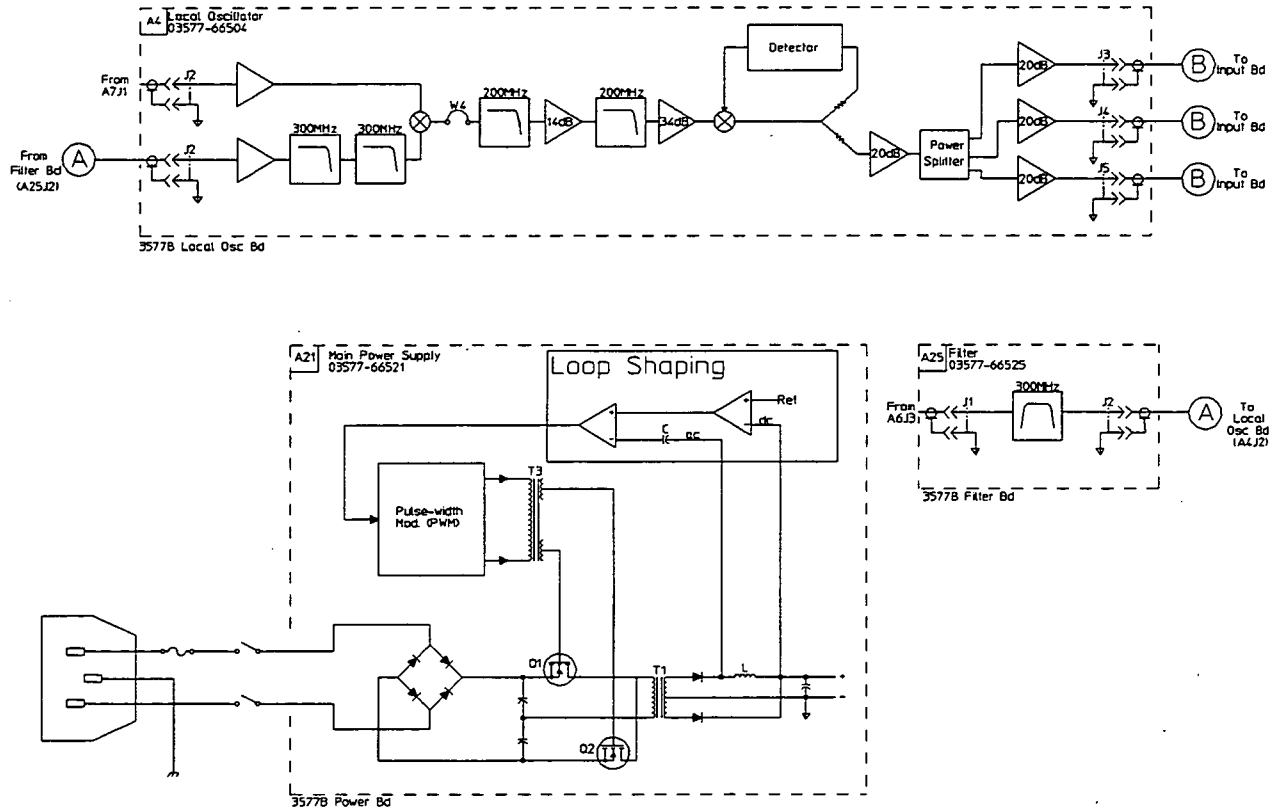 A4 Local Oscillator
03577-66504
From
A7J1
J2
From
Filter Bd
(A25J2)
A
J2
300MHz
300MHz
W4
200MHz
14dB
200MHz
34dB
Detector
20dB
Power
Splitter
20dB
J3
B
To
Input Bd
20dB
J4
B
To
Input Bd
20dB
J5
B
To
Input Bd
3577B Local Osc Bd
A21 Main Power Supply
03577-66521
Loop Shaping
+
-
+
-
Ref
dc
C
ac
Pulse-width
Mod. (PWM)
T3
Q1
Q2
T1
L
+
-
3577B Power Bd
A25 Filter
03577-66525
From
A6J3
J1
300MHz
J2
A
To
Local
Osc Bd
(A4J2)
3577B Filter Bd